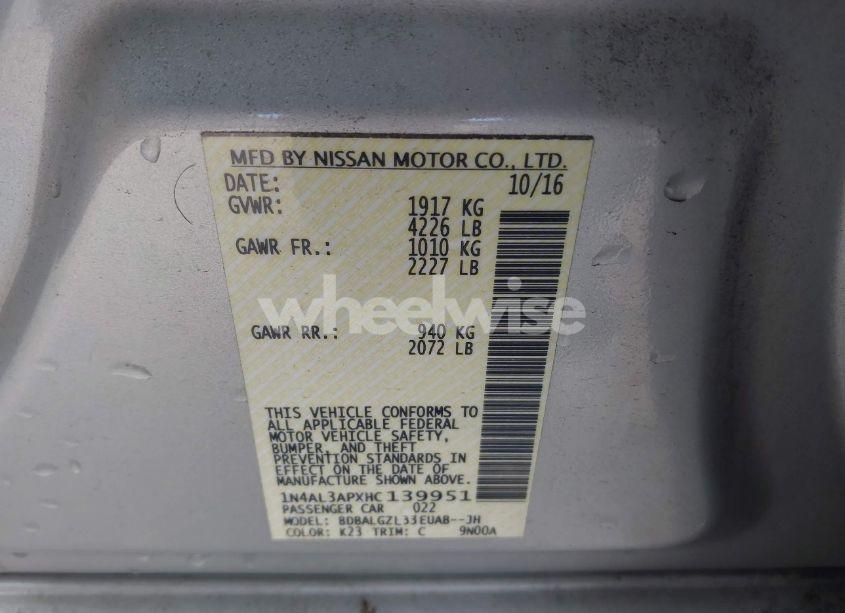 MFD BY NISSAN MOTOR CO., LTD.
DATE: 10/16
GVWR: 1917 KG
4226 LB
GAWR FR.: 1010 KG
2227 LB
wheelwise
GAWR RR.: 940 KG
2072 LB
THIS VEHICLE CONFORMS TO
ALL APPLICABLE FEDERAL
MOTOR VEHICLE SAFETY,
BUMPER, AND THEFT
PREVENTION STANDARDS IN
EFFECT ON THE DATE OF
MANUFACTURE SHOWN ABOVE.
1N4AL3APXHC139951
PASSENGER CAR 022
MODEL: BDBALGZL33EUAB--JH
COLOR: K23 TRIM: C 9N00A